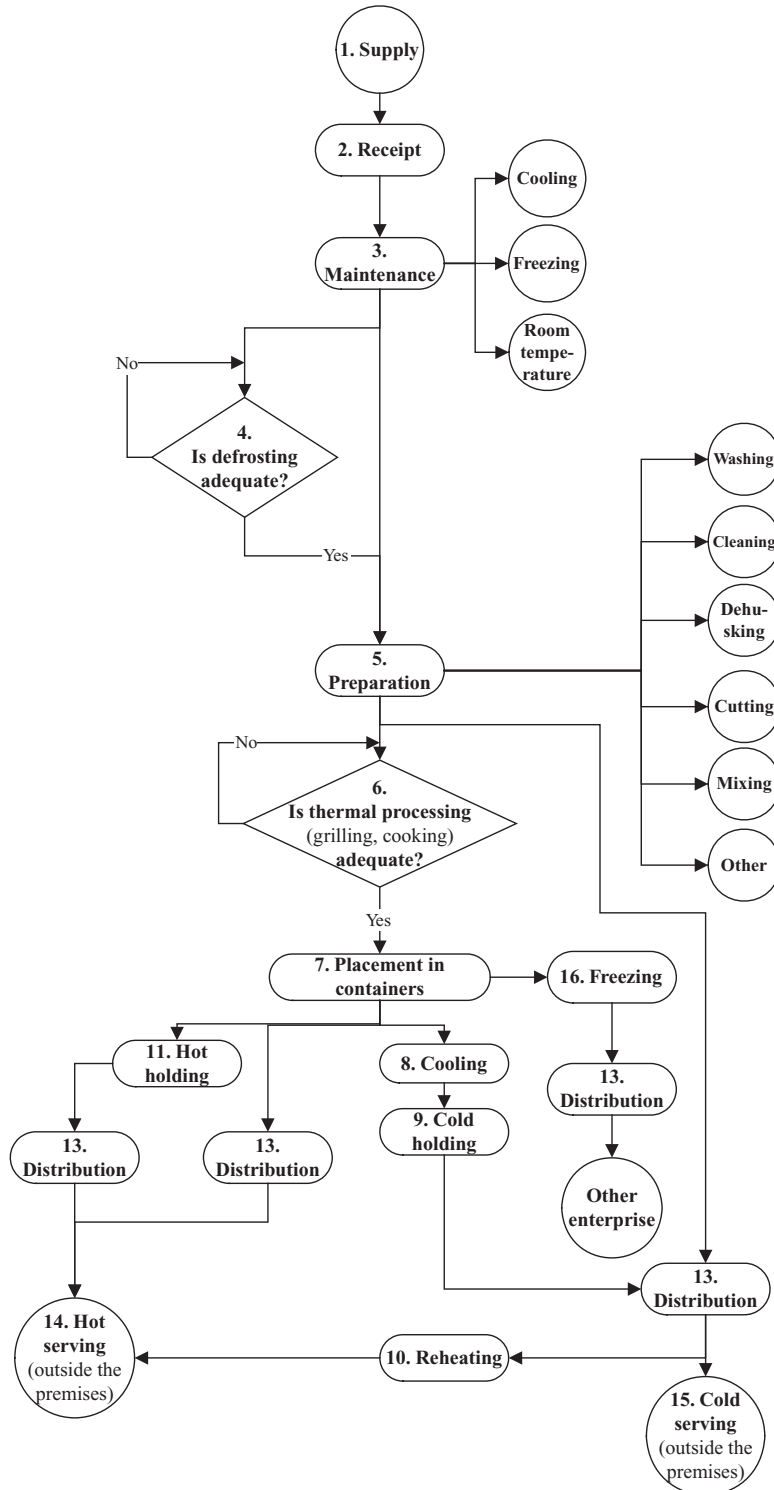 1. Supply
2. Receipt
Cooling
3.
Maintenance
Freezing
Room
tempe-
rature
No
4.
Is defrosting
adequate?
Yes
Washing
Cleaning
Dehu-
sking
5.
Preparation
Cutting
No
Mixing
6.
Is thermal processing
(grilling, cooking)
adequate?
Other
Yes
7. Placement in
containers
16. Freezing
11. Hot
holding
8. Cooling
13.
Distribution
9. Cold
holding
13.
Distribution
13.
Distribution
Other
enterprise
13.
Distribution
14. Hot
serving
(outside the
premises)
10. Reheating
15. Cold
serving
(outside the
premises)